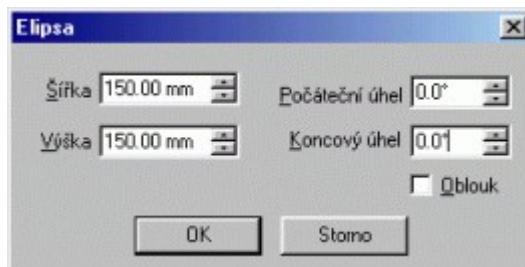 Elipsa
Šířka 150.00 mm Počáteční úhel 0.0°
Výška 150.00 mm Koncový úhel 0.0°
Oblouk
OK Storno